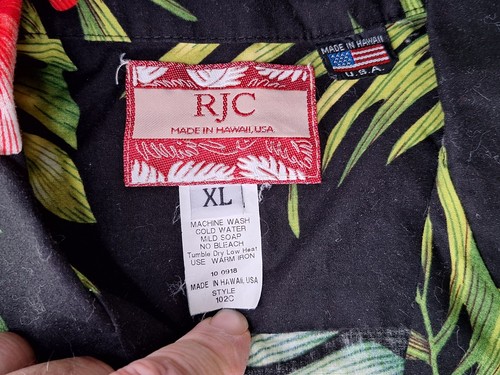 MADE IN HAWAII
U.S.A.
RJC
MADE IN HAWAII, USA
XL
MACHINE WASH
COLD WATER
MILD SOAP
NO BLEACH
Tumble Dry Low Heat
USE WARM IRON
10 0918
MADE IN HAWAII, USA
STYLE
102C